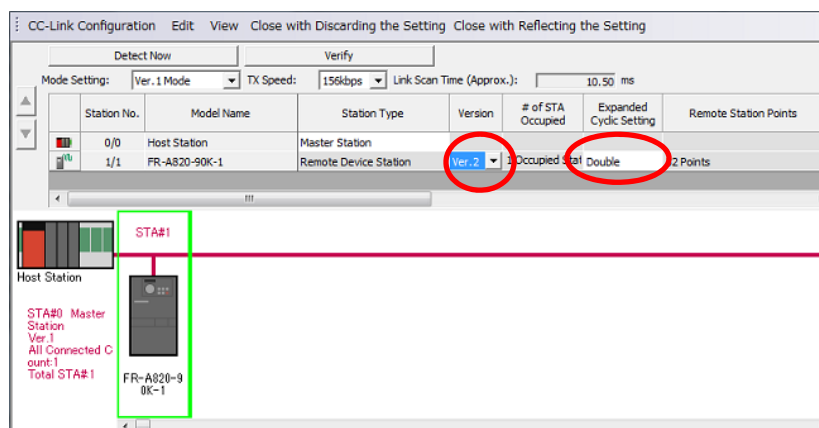 CC-Link Configuration Edit View Close with Discarding the Setting Close with Reflecting the Setting
Detect Now Verify
Mode Setting: Ver.1 Mode TX Speed: 156kbps Link Scan Time (Approx.): 10.50 ms
Station No. Model Name Station Type Version # of STA Occupied Expanded Cyclic Setting Remote Station Points
0/0 Host Station Master Station
1/1 FR-A820-90K-1 Remote Device Station Ver.2 1 Occupied Stat Double 2 Points
STA#1
Host Station
STA#0 Master
Station
Ver.1
All Connected C
ount:1
Total STA#:1
FR-A820-9
0K-1